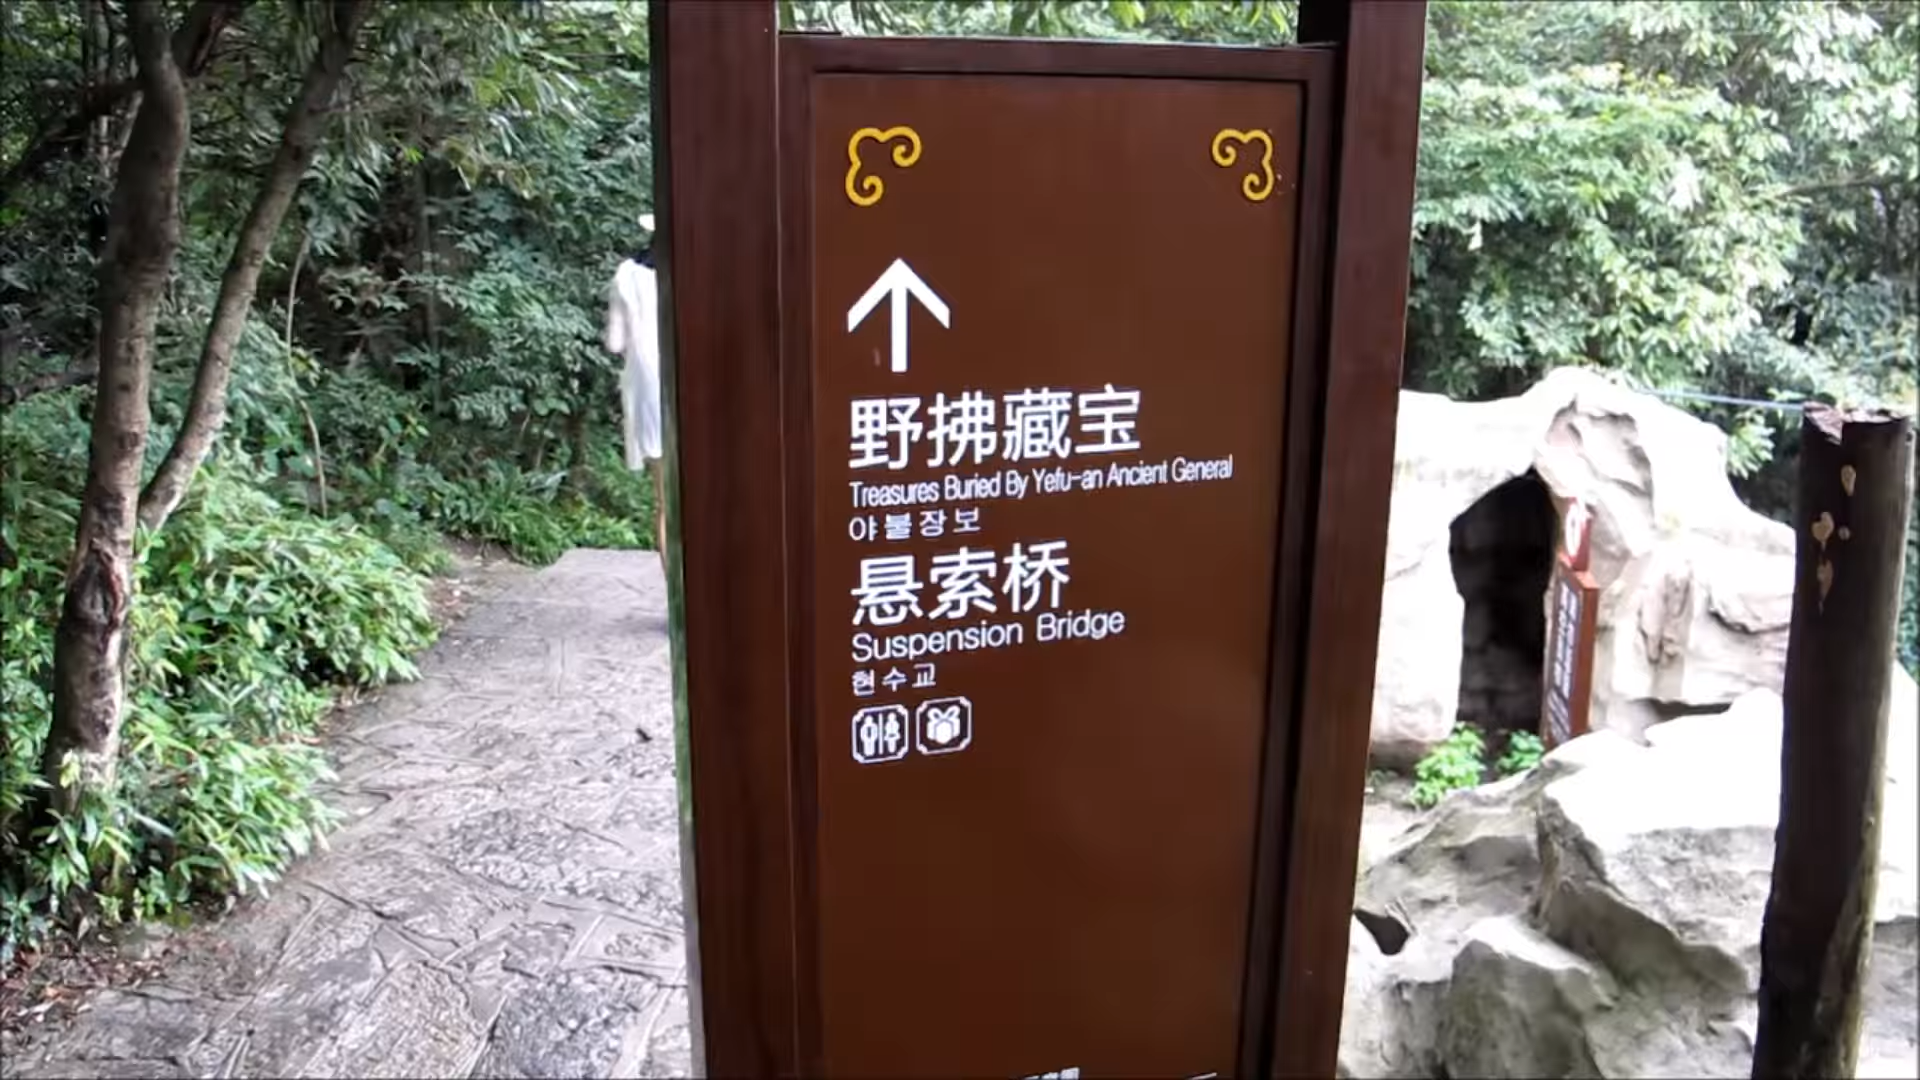 野拂藏宝
Treasures Buried By Yefu-an Ancient General
야불장보
悬索桥
Suspension Bridge
현수교